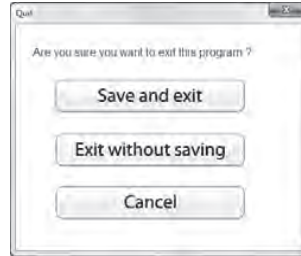 Quit
Are you sure you want to exit this program ?
Save and exit
Exit without saving
Cancel